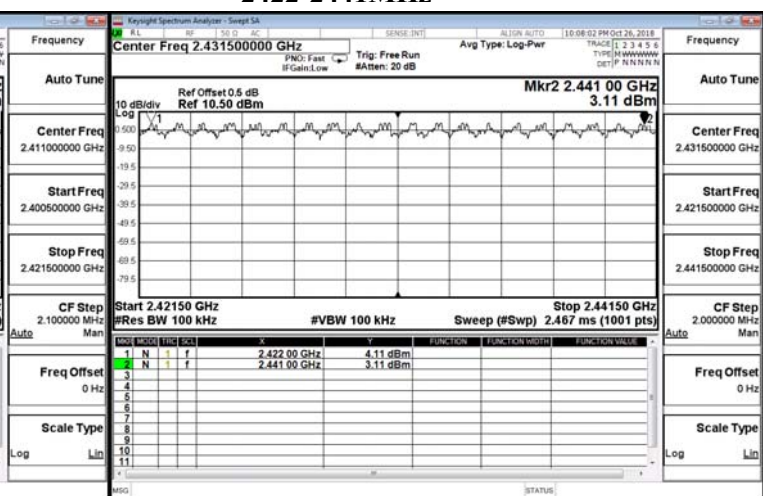 2422-2441MHz
Frequency
Auto Tune
Center Freq
2.411000000 GHz
Start Freq
2.400500000 GHz
Stop Freq
2.421500000 GHz
CF Step
2.100000 MHz
Auto Man
Freq Offset
0 Hz
Scale Type
Log Lin
Keysight Spectrum Analyzer - Swept SA
RL RF 50 Ω AC SENSE:INT ALIGN AUTO 10:08:02 PM Oct 26, 2018
Center Freq 2.431500000 GHz
PNO: Fast
IFGain:Low
Trig: Free Run
#Atten: 20 dB
Avg Type: Log-Pwr
TRACE 1 2 3 4 5 6
TYPE M W W W W W
DET P N N N N N
Ref Offset 0.5 dB
10 dB/div Ref 10.50 dBm
Log
Mkr2 2.441 00 GHz
3.11 dBm
1
2
0.500
-9.50
-19.5
-29.5
-39.5
-49.5
-59.5
-69.5
-79.5
Start 2.42150 GHz Stop 2.44150 GHz
#Res BW 100 kHz #VBW 100 kHz Sweep (#Swp) 2.467 ms (1001 pts)
MKR MODE TRC SCL X Y FUNCTION FUNCTION WIDTH FUNCTION VALUE
1 N 1 f 2.422 00 GHz 4.11 dBm
2 N 1 f 2.441 00 GHz 3.11 dBm
3
4
5
6
7
8
9
10
11
MSG STATUS
Frequency
Auto Tune
Center Freq
2.431500000 GHz
Start Freq
2.421500000 GHz
Stop Freq
2.441500000 GHz
CF Step
2.000000 MHz
Auto Man
Freq Offset
0 Hz
Scale Type
Log Lin